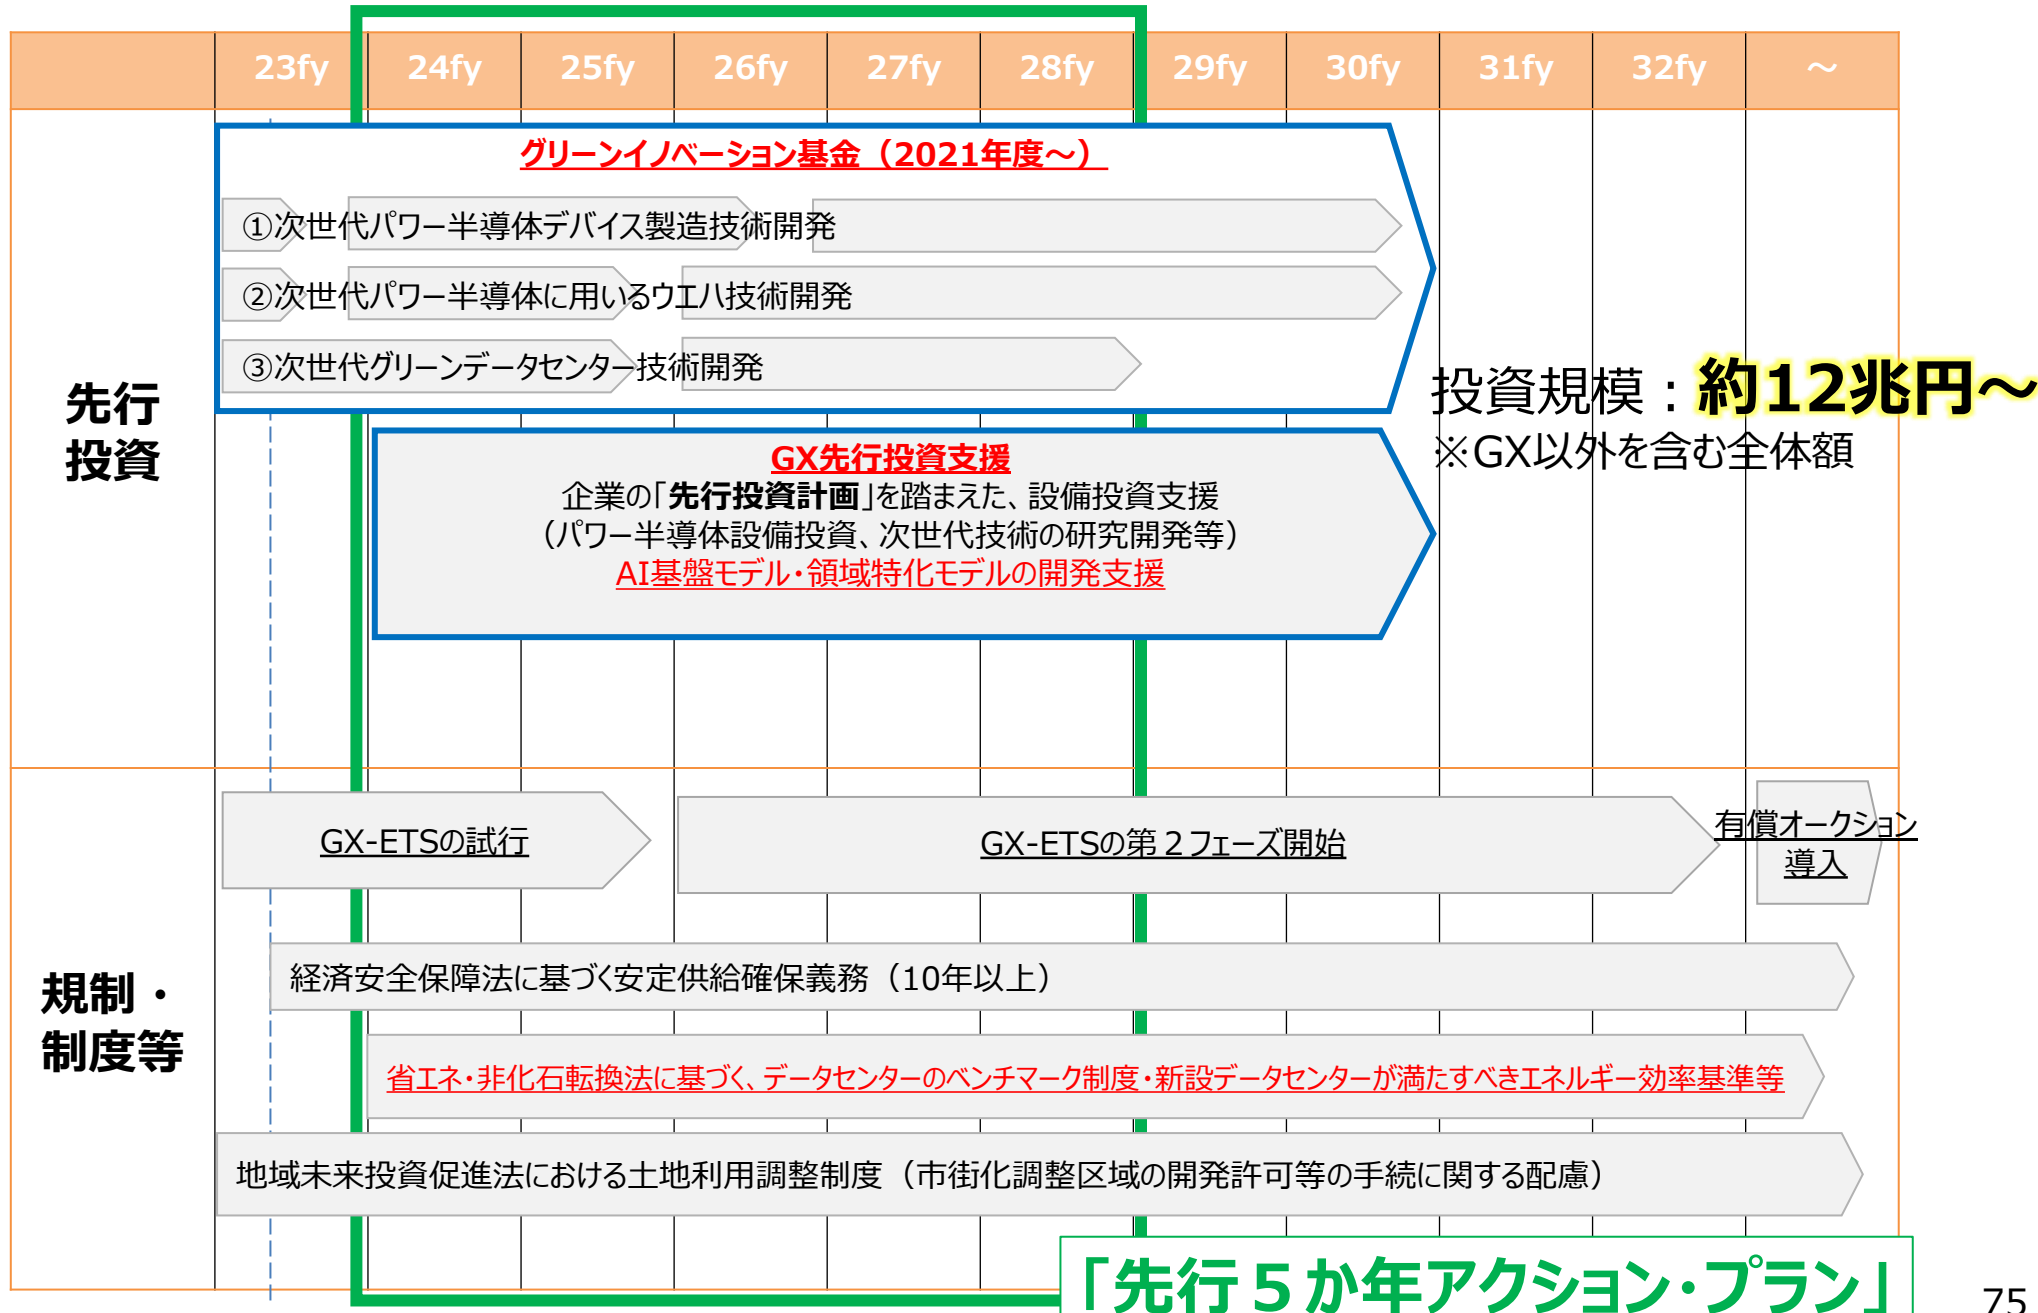 23fy 24fy 25fy 26fy 27fy 28fy 29fy 30fy 31fy 32fy ～
先行
投資
グリーンイノベーション基金（2021年度～）
①次世代パワー半導体デバイス製造技術開発
②次世代パワー半導体に用いるウエハ技術開発
③次世代グリーンデータセンター技術開発
投資規模：約12兆円～
※GX以外を含む全体額
GX先行投資支援
企業の「先行投資計画」を踏まえた、設備投資支援
（パワー半導体設備投資、次世代技術の研究開発等）
AI基盤モデル・領域特化モデルの開発支援
規制・
制度等
GX-ETSの試行
GX-ETSの第２フェーズ開始
有償オークション
導入
経済安全保障法に基づく安定供給確保義務（10年以上）
省エネ・非化石転換法に基づく、データセンターのベンチマーク制度・新設データセンターが満たすべきエネルギー効率基準等
地域未来投資促進法における土地利用調整制度（市街化調整区域の開発許可等の手続に関する配慮）
「先行５か年アクション・プラン」
75